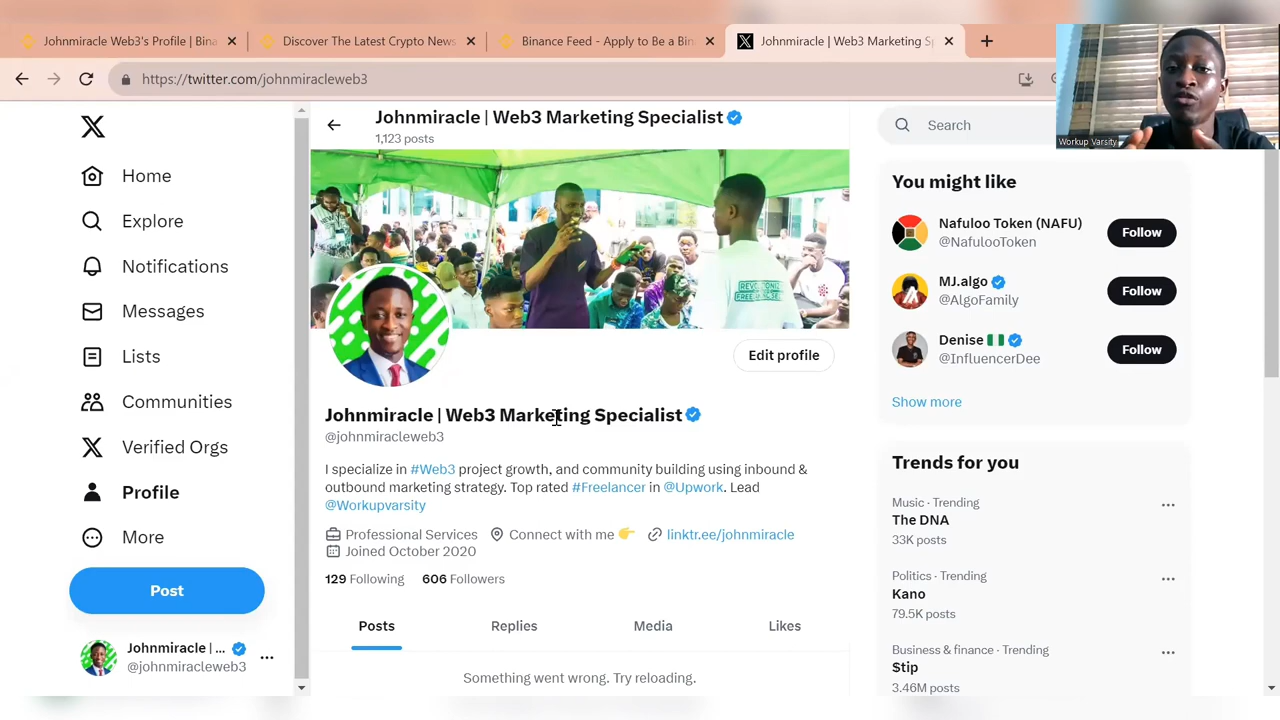 Johnmiracle Web3's Profile | Bina
Discover The Latest Crypto News
Binance Feed - Apply to Be a Bin
X
Johnmiracle | Web3 Marketing Sp
https://twitter.com/johnmiracleweb3
Workup Varsity
X
Home
Explore
Notifications
Messages
Lists
Communities
Verified Orgs
Profile
More
Post
Johnmiracle | ...
@johnmiracleweb3
Johnmiracle | Web3 Marketing Specialist
1,123 posts
Edit profile
Johnmiracle | Web3 Marketing Specialist
@johnmiracleweb3
I specialize in #Web3 project growth, and community building using inbound &
outbound marketing strategy. Top rated #Freelancer in @Upwork. Lead
@Workupvarsity
Professional Services Connect with me 👉 linktr.ee/johnmiracle
Joined October 2020
129 Following 606 Followers
Posts Replies Media Likes
Something went wrong. Try reloading.
Search
You might like
Nafuloo Token (NAFU)
@NafulooToken
Follow
MJ.algo
@AlgoFamily
Follow
Denise 🇳🇬
@InfluencerDee
Follow
Show more
Trends for you
Music · Trending
The DNA
33K posts
Politics · Trending
Kano
79.5K posts
Business & finance · Trending
$tip
3.46M posts